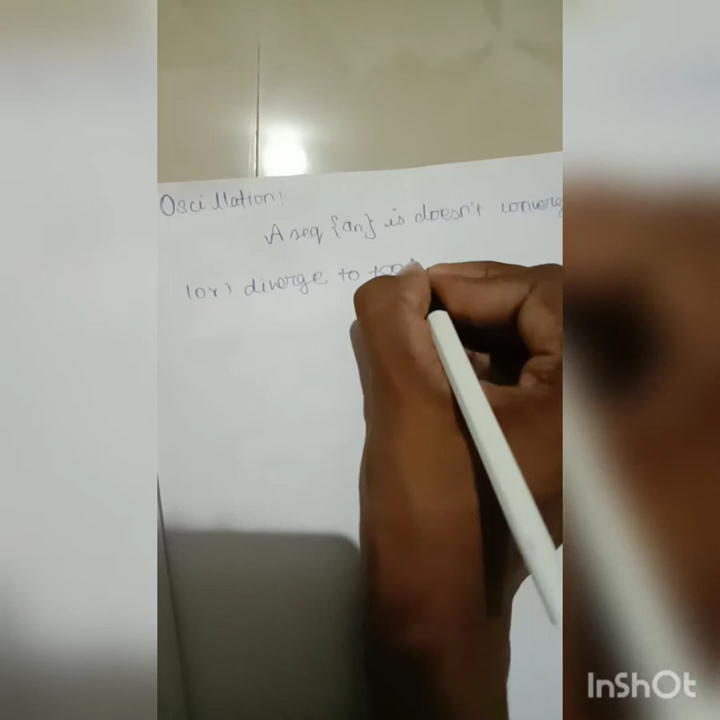 Oscillation:
A seq {an} is doesn't converg
(or) diverge to
InShOt